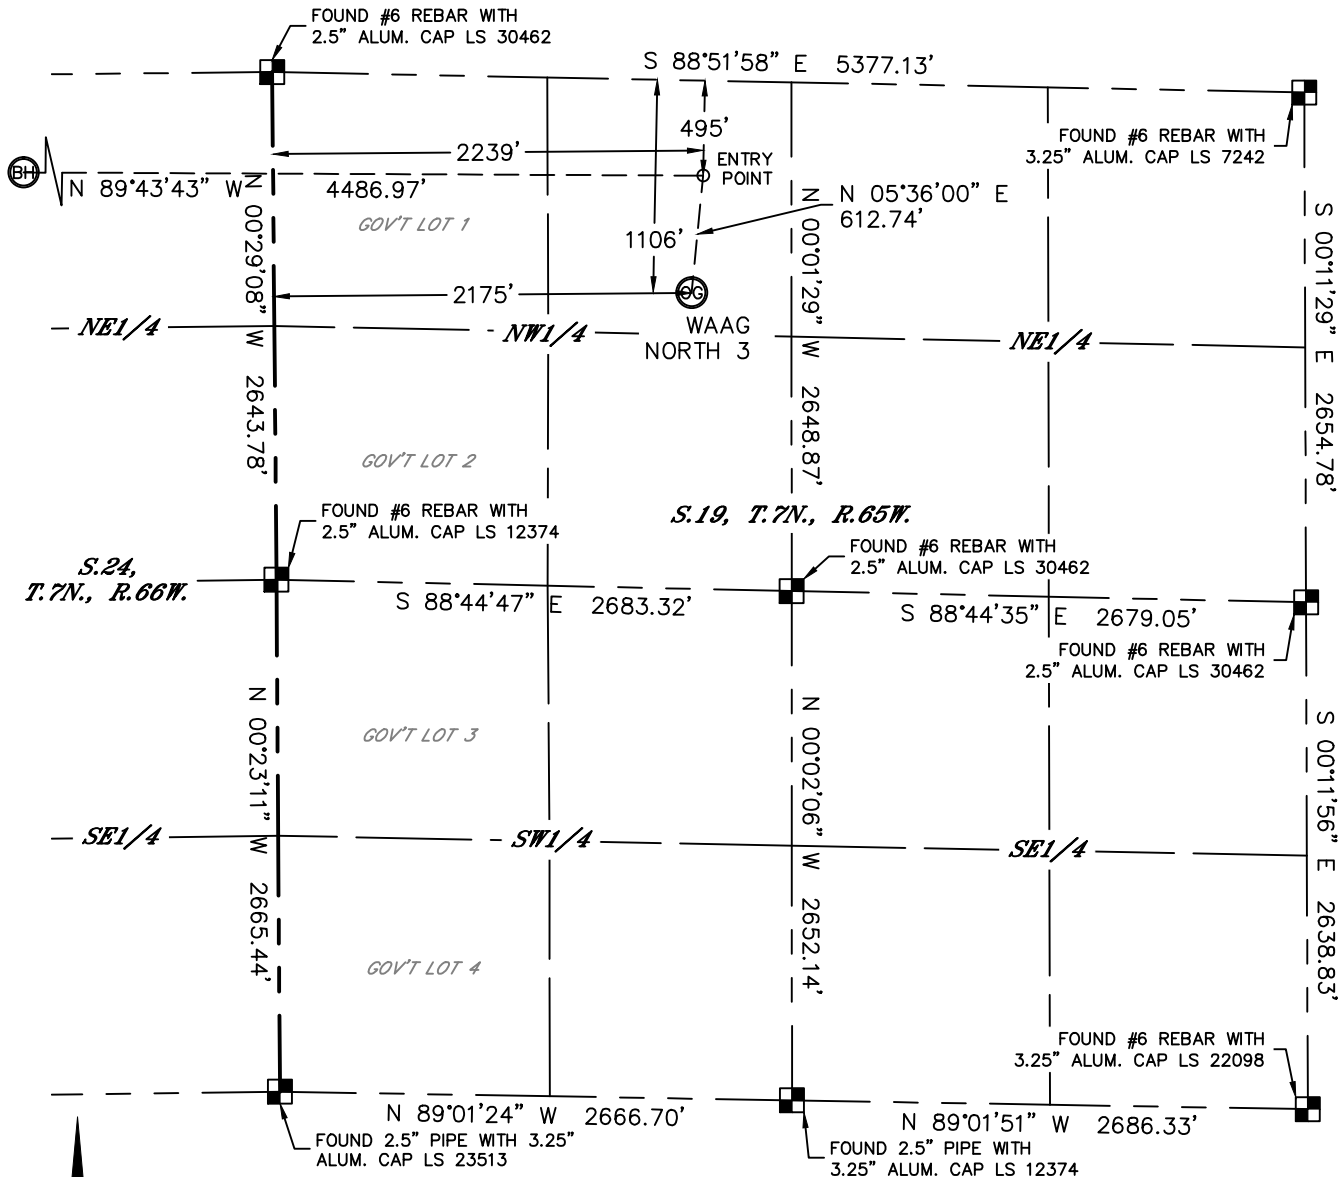 FOUND #6 REBAR WITH
2.5” ALUM. CAP LS 30462
S 88°51’58” E 5377.13’
FOUND #6 REBAR WITH
3.25” ALUM. CAP LS 7242
495’
2239’
ENTRY
POINT
BH
N 89°43’43” W 4486.97’
N 05°36’00” E
612.74’
GOV’T LOT 1
1106’
2175’
OG
WAAG
NORTH 3
N 00°29’08” W 2643.78’
N 00°01’29” W 2648.87’
S 00°11’29” E 2654.78’
NE1/4
NW1/4
NE1/4
GOV’T LOT 2
FOUND #6 REBAR WITH
2.5” ALUM. CAP LS 12374
S.19, T.7N., R.65W.
FOUND #6 REBAR WITH
2.5” ALUM. CAP LS 30462
S.24,
T.7N., R.66W.
S 88°44’47” E 2683.32’
S 88°44’35” E 2679.05’
FOUND #6 REBAR WITH
2.5” ALUM. CAP LS 30462
N 00°23’11” W 2665.44’
GOV’T LOT 3
N 00°02’06” W 2652.14’
S 00°11’56” E 2638.83’
SE1/4
SW1/4
SE1/4
GOV’T LOT 4
FOUND #6 REBAR WITH
3.25” ALUM. CAP LS 22098
N 89°01’24” W 2666.70’
N 89°01’51” W 2686.33’
FOUND 2.5” PIPE WITH 3.25”
ALUM. CAP LS 23513
FOUND 2.5” PIPE WITH
3.25” ALUM. CAP LS 12374